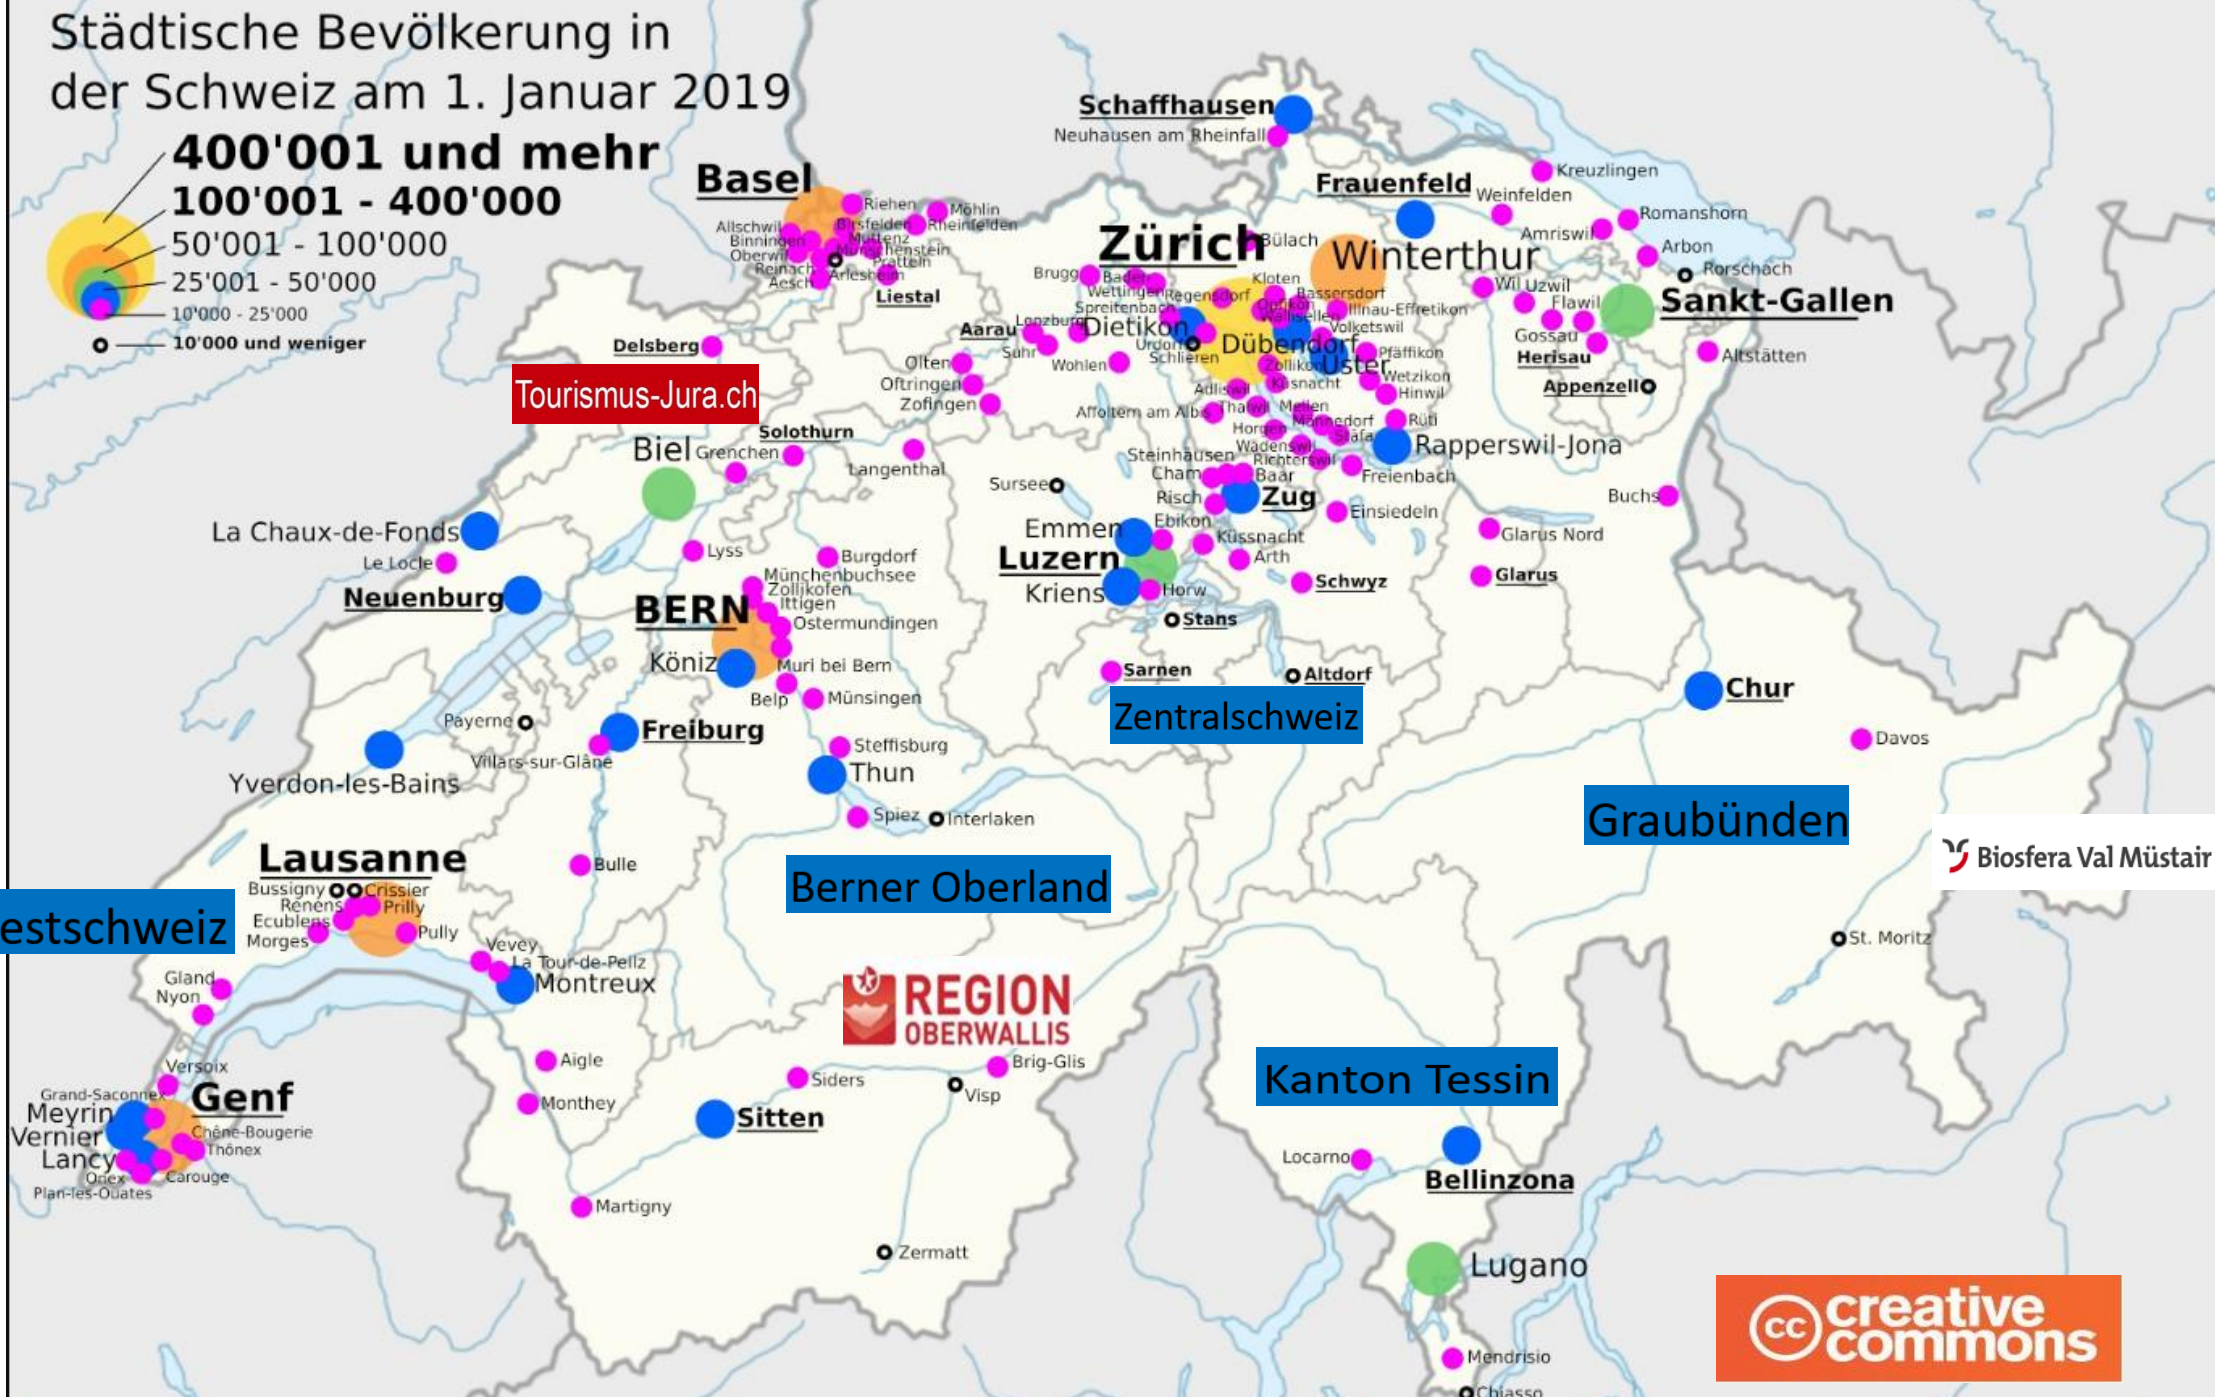 Städtische Bevölkerung in
der Schweiz am 1. Januar 2019
400'001 und mehr
100'001 - 400'000
50'001 - 100'000
25'001 - 50'000
10'000 - 25'000
10'000 und weniger
Schaffhausen
Neuhausen am Rheinfall
Basel
Riehen
Möhlin
Allschwil
Birsfelden
Rheinfelden
Binningen
Muttenz
Oberwil
Münchenstein
Pratteln
Reinach
Arlesheim
Aesch
Liestal
Frauenfeld
Kreuzlingen
Weinfelden
Romanshorn
Amriswil
Arbon
Rorschach
Zürich
Bülach
Winterthur
Brugg
Baden
Wettingen
Regensdorf
Kloten
Bassersdorf
Opfikon
Illnau-Effretikon
Spreitenbach
Wallisellen
Volketswil
Wil
Uzwil
Flawil
Gossau
Sankt-Gallen
Herisau
Altstätten
Appenzell
Aarau
Lenzburg
Dietikon
Suhr
Urdorf
Schlieren
Dübendorf
Uster
Pfäffikon
Wohlen
Zollikon
Küsnacht
Wetzikon
Hinwil
Delsberg
Tourismus-Jura.ch
Olten
Oftringen
Zofingen
Adliswil
Affoltern am Albis
Thalwil
Meilen
Männedorf
Rüti
Horgen
Stäfa
Wädenswil
Richterswil
Rapperswil-Jona
Freienbach
Biel
Grenchen
Solothurn
Langenthal
Sursee
Steinhausen
Cham
Baar
Risch
Zug
Einsiedeln
Buchs
La Chaux-de-Fonds
Le Locle
Neuenburg
Lyss
Burgdorf
Münchenbuchsee
Zollikofen
Ittigen
BERN
Ostermundingen
Köniz
Muri bei Bern
Belp
Münsingen
Emmen
Ebikon
Luzern
Küssnacht
Arth
Kriens
Horw
Schwyz
Stans
Glarus Nord
Glarus
Sarnen
Altdorf
Zentralschweiz
Chur
Davos
Payerne
Freiburg
Villars-sur-Glâne
Yverdon-les-Bains
Steffisburg
Thun
Spiez
Interlaken
Graubünden
Biosfera Val Müstair
Lausanne
Bussigny
Crissier
Renens
Prilly
Ecublens
Morges
Pully
Bulle
Berner Oberland
estschweiz
Vevey
La Tour-de-Peilz
Montreux
Gland
Nyon
St. Moritz
REGION
OBERWALLIS
Versoix
Grand-Saconnex
Genf
Meyrin
Vernier
Chêne-Bougerie
Thônex
Lancy
Onex
Carouge
Plan-les-Ouates
Aigle
Monthey
Siders
Sitten
Brig-Glis
Visp
Martigny
Zermatt
Kanton Tessin
Locarno
Bellinzona
Lugano
Mendrisio
Chiasso
cc creative
commons